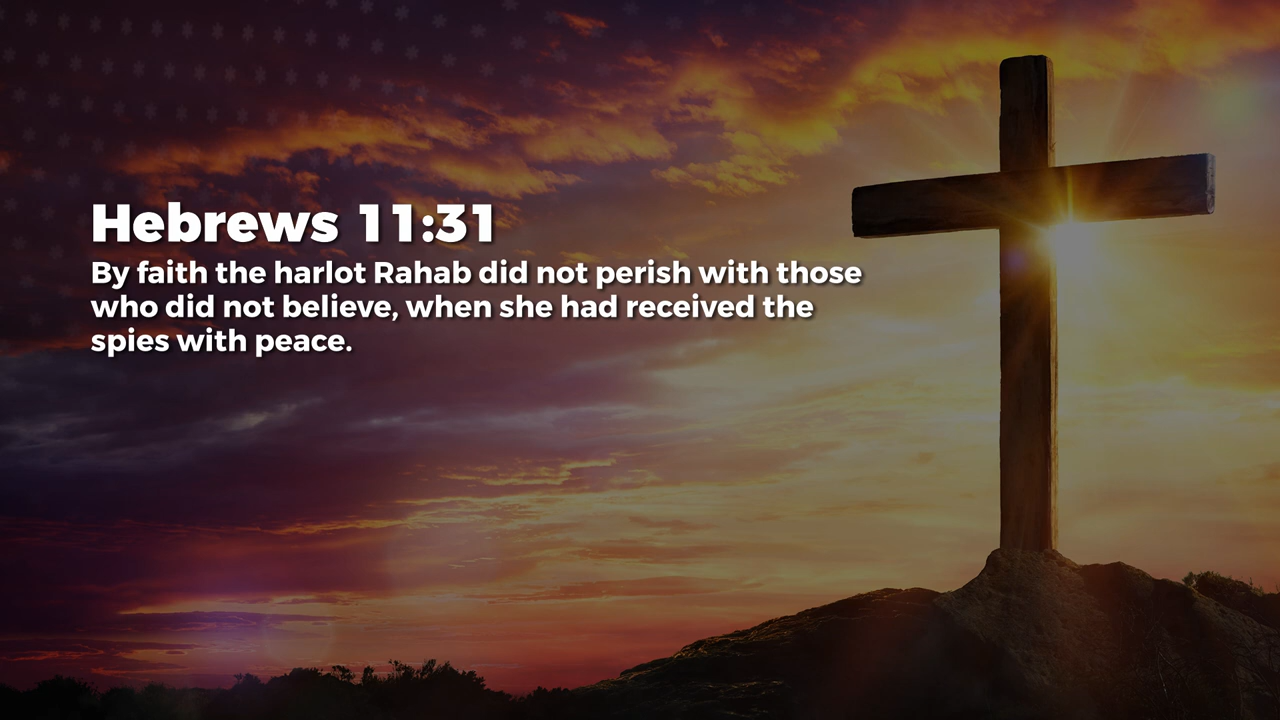 Hebrews 11:31
By faith the harlot Rahab did not perish with those
who did not believe, when she had received the
spies with peace.